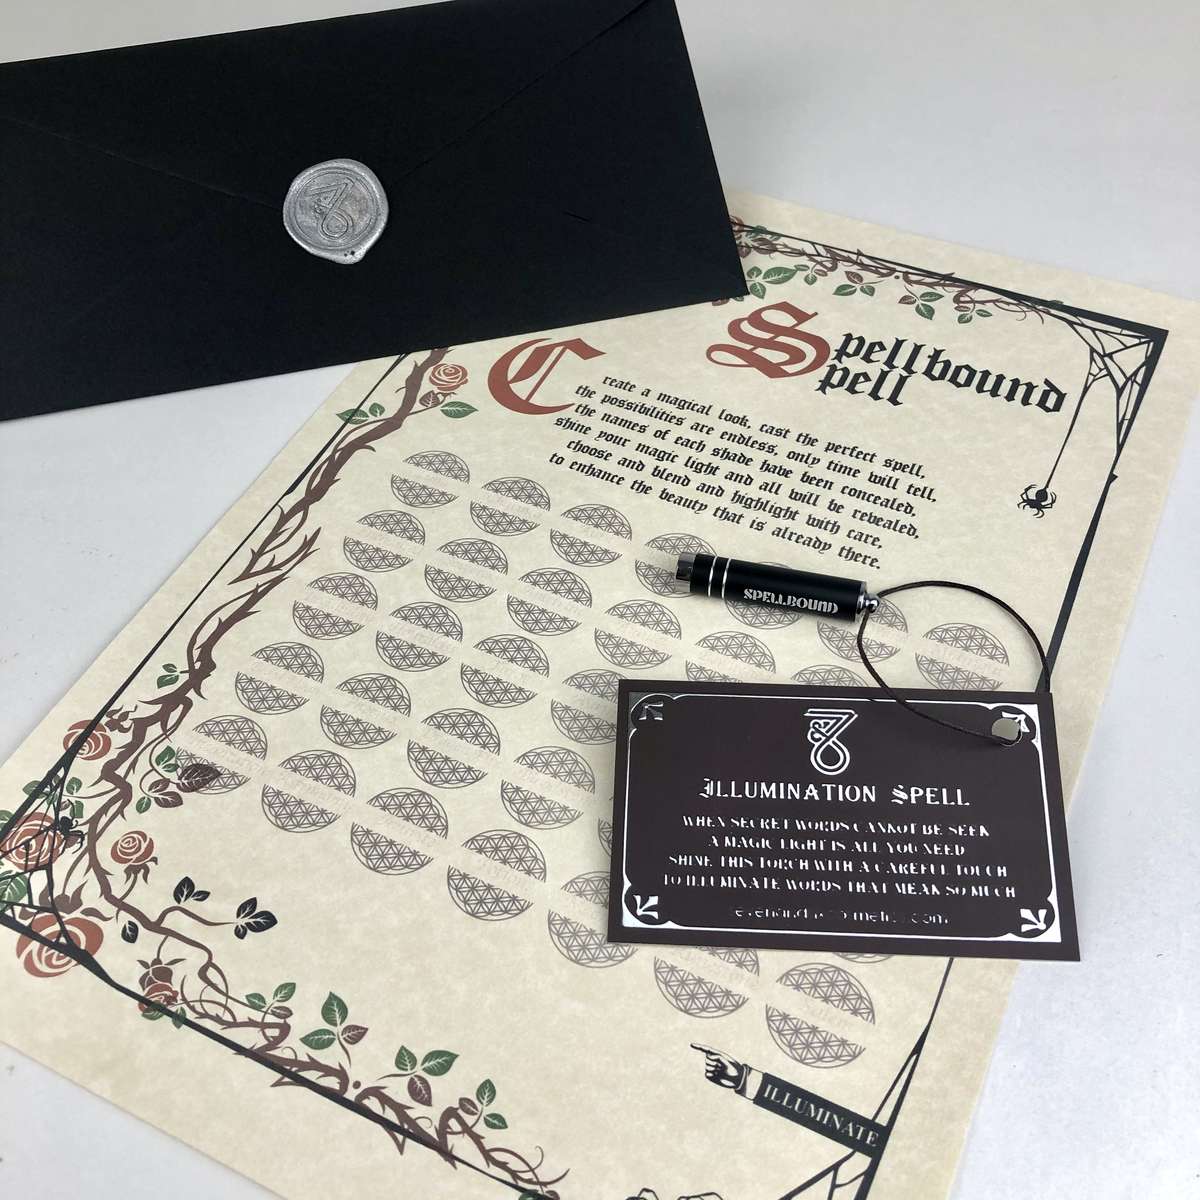 Spellbound
Spell
Create a magical look, cast the perfect spell,
the possibilities are endless, only time will tell,
the names of each shade have been concealed,
shine your magic light and all will be revealed,
choose and blend and highlight with care,
to enhance the beauty that is already there.
SPELLBOUND
ILLUMINATION SPELL
WHEN SECRET WORDS CANNOT BE SEEK
A MAGIC LIGHT IS ALL YOU NEED
SHINE THIS TORCH WITH A CAREFUL TOUCH
TO ILLUMINATE WORDS THAT MEAN SO MUCH
ILLUMINATE